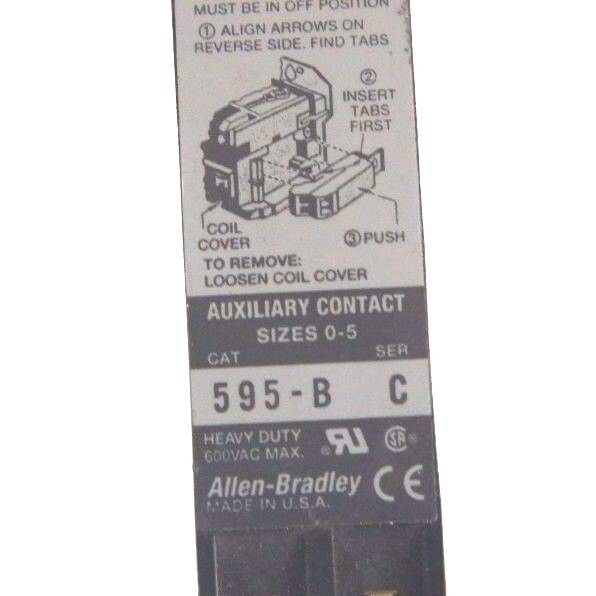 MUST BE IN OFF POSITION
① ALIGN ARROWS ON
REVERSE SIDE. FIND TABS
②
INSERT
TABS
FIRST
COIL
COVER
③ PUSH
TO REMOVE:
LOOSEN COIL COVER
AUXILIARY CONTACT
SIZES 0-5
CAT SER
595-B C
HEAVY DUTY
600VAC MAX.
Allen-Bradley CE
MADE IN U.S.A.